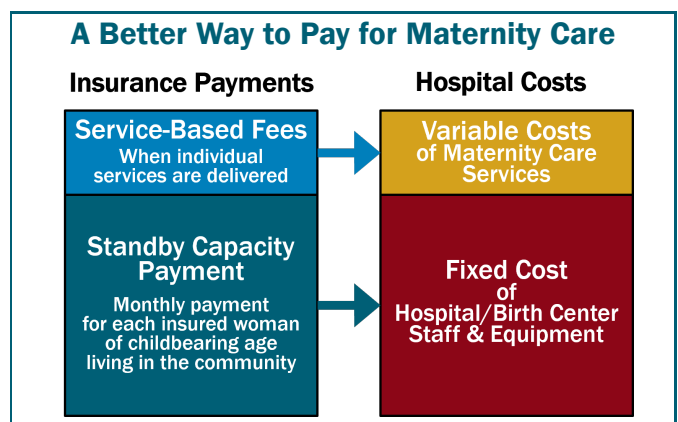 A Better Way to Pay for Maternity Care
Insurance Payments
Hospital Costs
Service-Based Fees
When individual
services are delivered
Variable Costs
of Maternity Care
Services
Standby Capacity
Payment
Monthly payment
for each insured woman
of childbearing age
living in the community
Fixed Cost
of
Hospital/Birth Center
Staff & Equipment